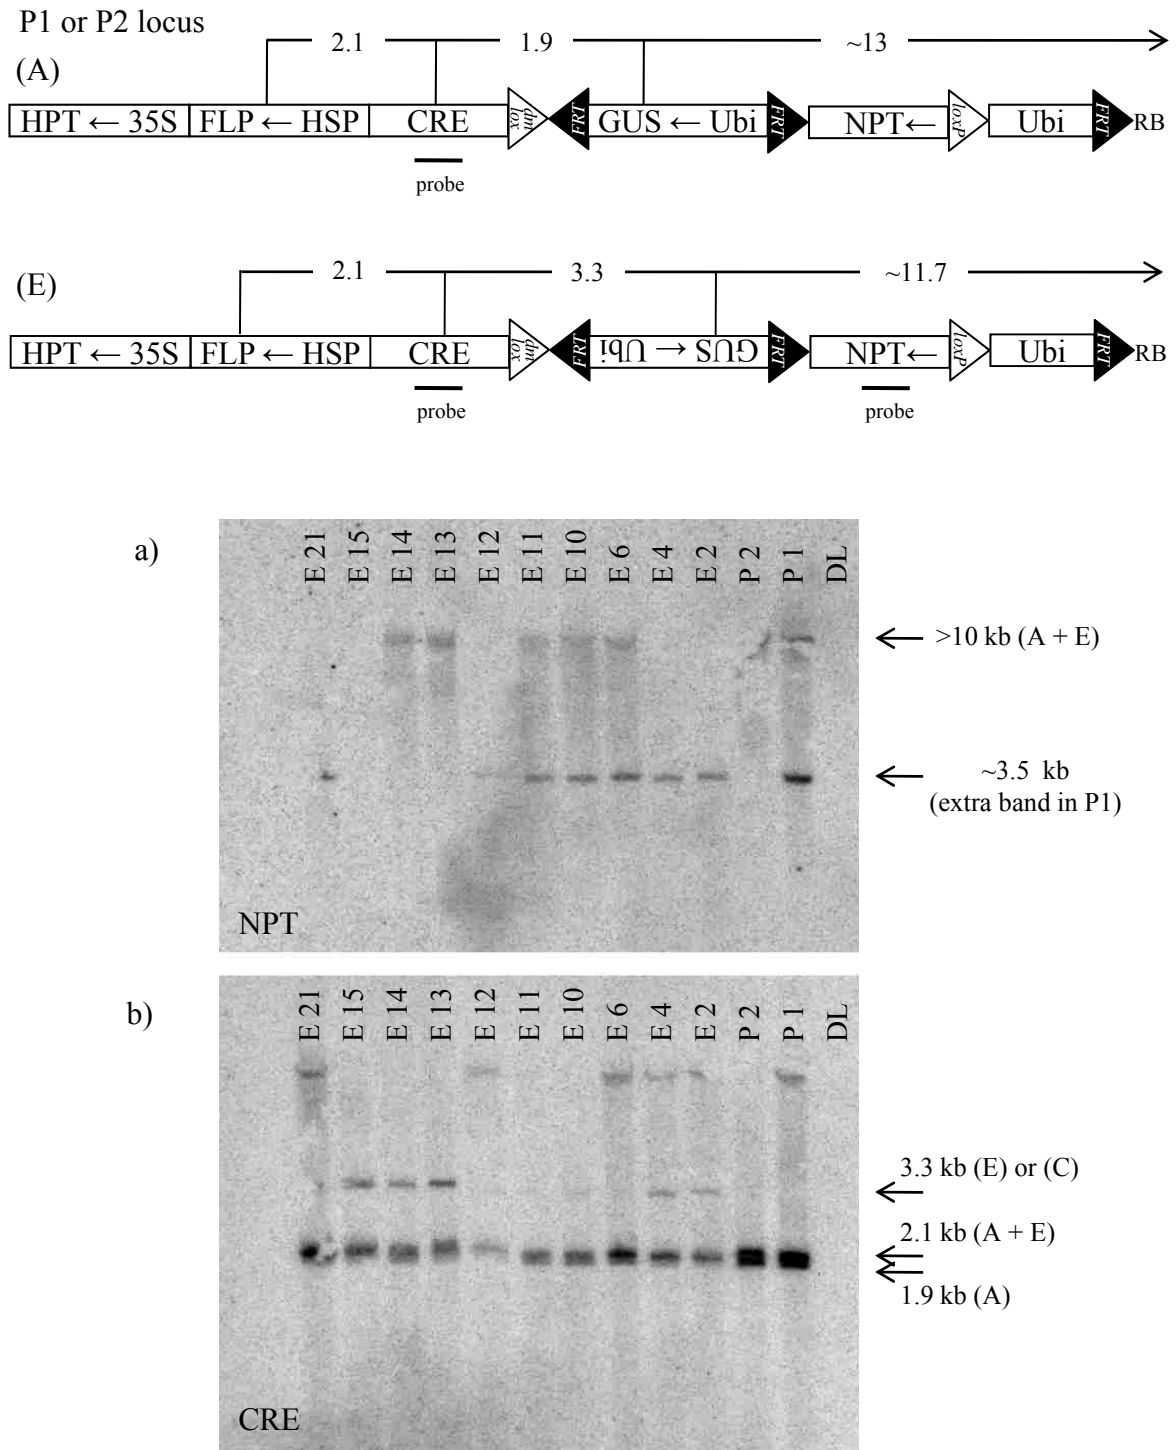 P1 or P2 locus
(A)
2.1 1.9 ~13
HPT ← 35S FLP ← HSP CRE dm lox FRT GUS ← Ubi FRT NPT← loxP Ubi FRT RB
probe
(E)
2.1 3.3 ~11.7
HPT ← 35S FLP ← HSP CRE dm lox FRT GUS ← Ubi FRT NPT← loxP Ubi FRT RB
probe probe
a)
E 21 E 15 E 14 E 13 E 12 E 11 E 10 E 6 E 4 E 2 P 2 P 1 DL
>10 kb (A + E)
~3.5 kb
(extra band in P1)
NPT
b)
E 21 E 15 E 14 E 13 E 12 E 11 E 10 E 6 E 4 E 2 P 2 P 1 DL
3.3 kb (E) or (C)
2.1 kb (A + E)
1.9 kb (A)
CRE